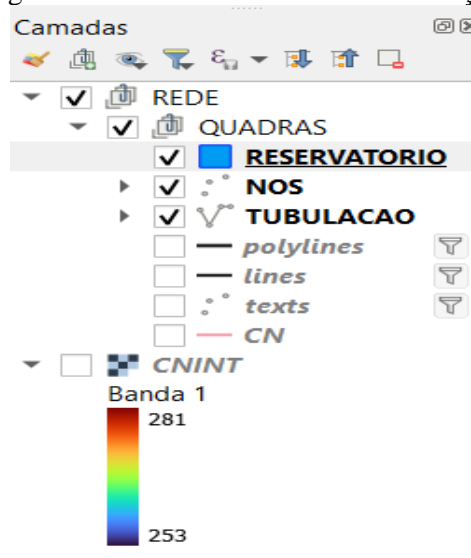 Camadas
REDE
QUADRAS
RESERVATORIO
NOS
TUBULACAO
polylines
lines
texts
CN
CNINT
Banda 1
281
253